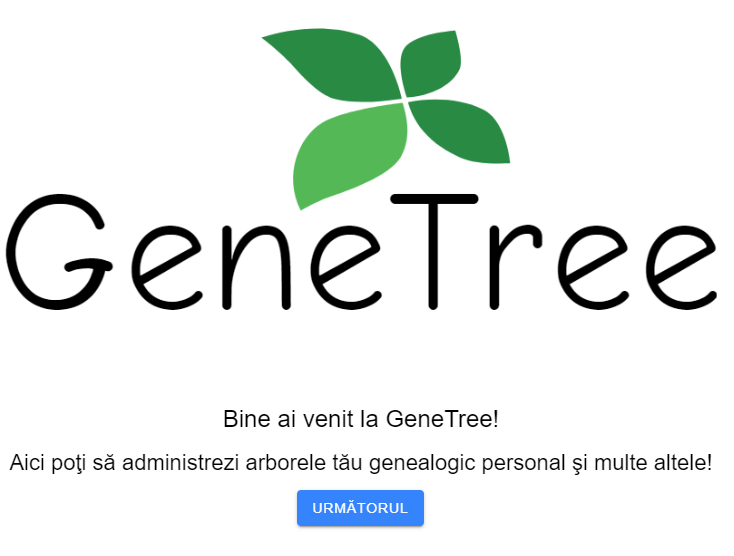 GeneTree
Bine ai venit la GeneTree!
Aici poţi să administrezi arborele tău genealogic personal şi multe altele!
URMĂTORUL